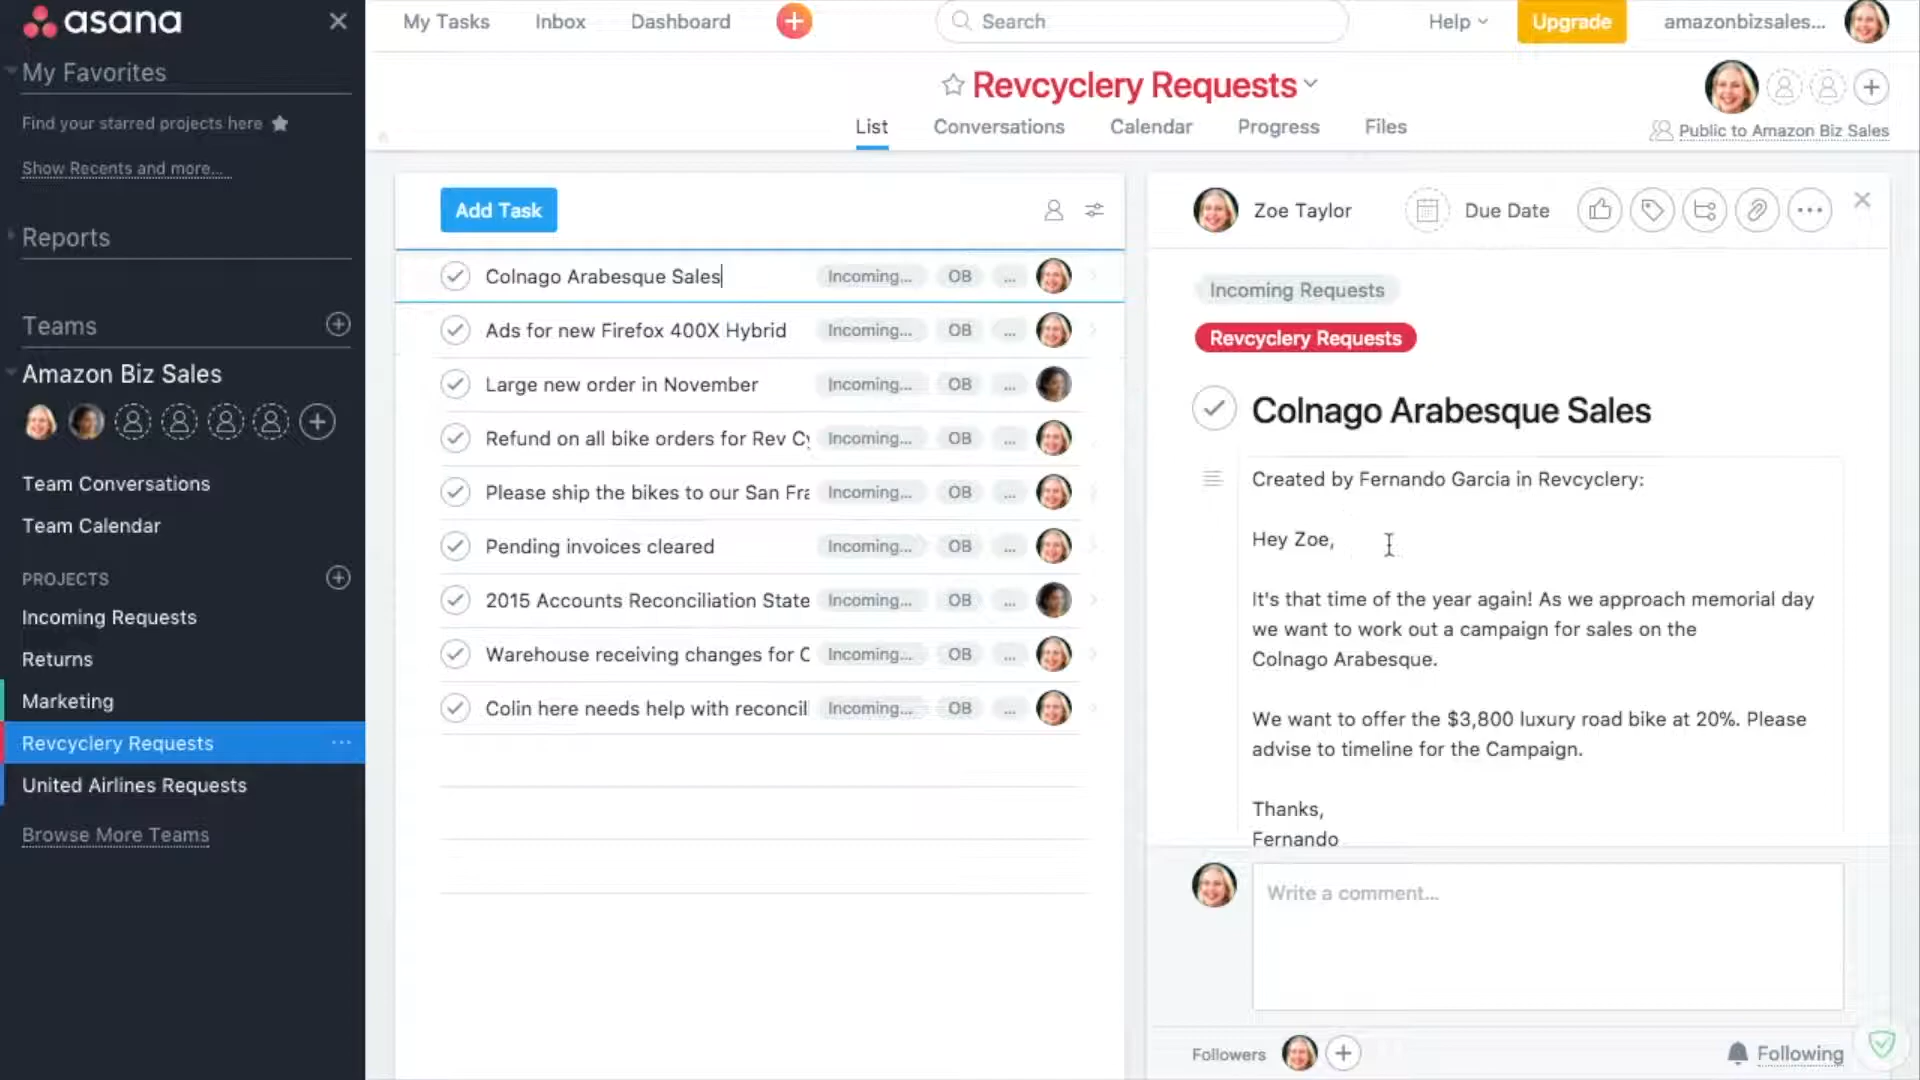 asana
My Favorites
Find your starred projects here
Show Recents and more...
Reports
Teams
Amazon Biz Sales
Team Conversations
Team Calendar
PROJECTS
Incoming Requests
Returns
Marketing
Revcyclery Requests
United Airlines Requests
Browse More Teams
My Tasks
Inbox
Dashboard
Search
Help
Upgrade
amazonbizsales...
Revcyclery Requests
List
Conversations
Calendar
Progress
Files
Public to Amazon Biz Sales
Add Task
Colnago Arabesque Sales Incoming... OB ...
Ads for new Firefox 400X Hybrid Incoming... OB ...
Large new order in November Incoming... OB ...
Refund on all bike orders for Rev Cy Incoming... OB ...
Please ship the bikes to our San Fra Incoming... OB ...
Pending invoices cleared Incoming... OB ...
2015 Accounts Reconciliation State Incoming... OB ...
Warehouse receiving changes for C Incoming... OB ...
Colin here needs help with reconcil Incoming... OB ...
Zoe Taylor
Due Date
Incoming Requests
Revcyclery Requests
Colnago Arabesque Sales
Created by Fernando Garcia in Revcyclery:
Hey Zoe,
It's that time of the year again! As we approach memorial day
we want to work out a campaign for sales on the
Colnago Arabesque.
We want to offer the $3,800 luxury road bike at 20%. Please
advise to timeline for the Campaign.
Thanks,
Fernando
Write a comment...
Followers
Following